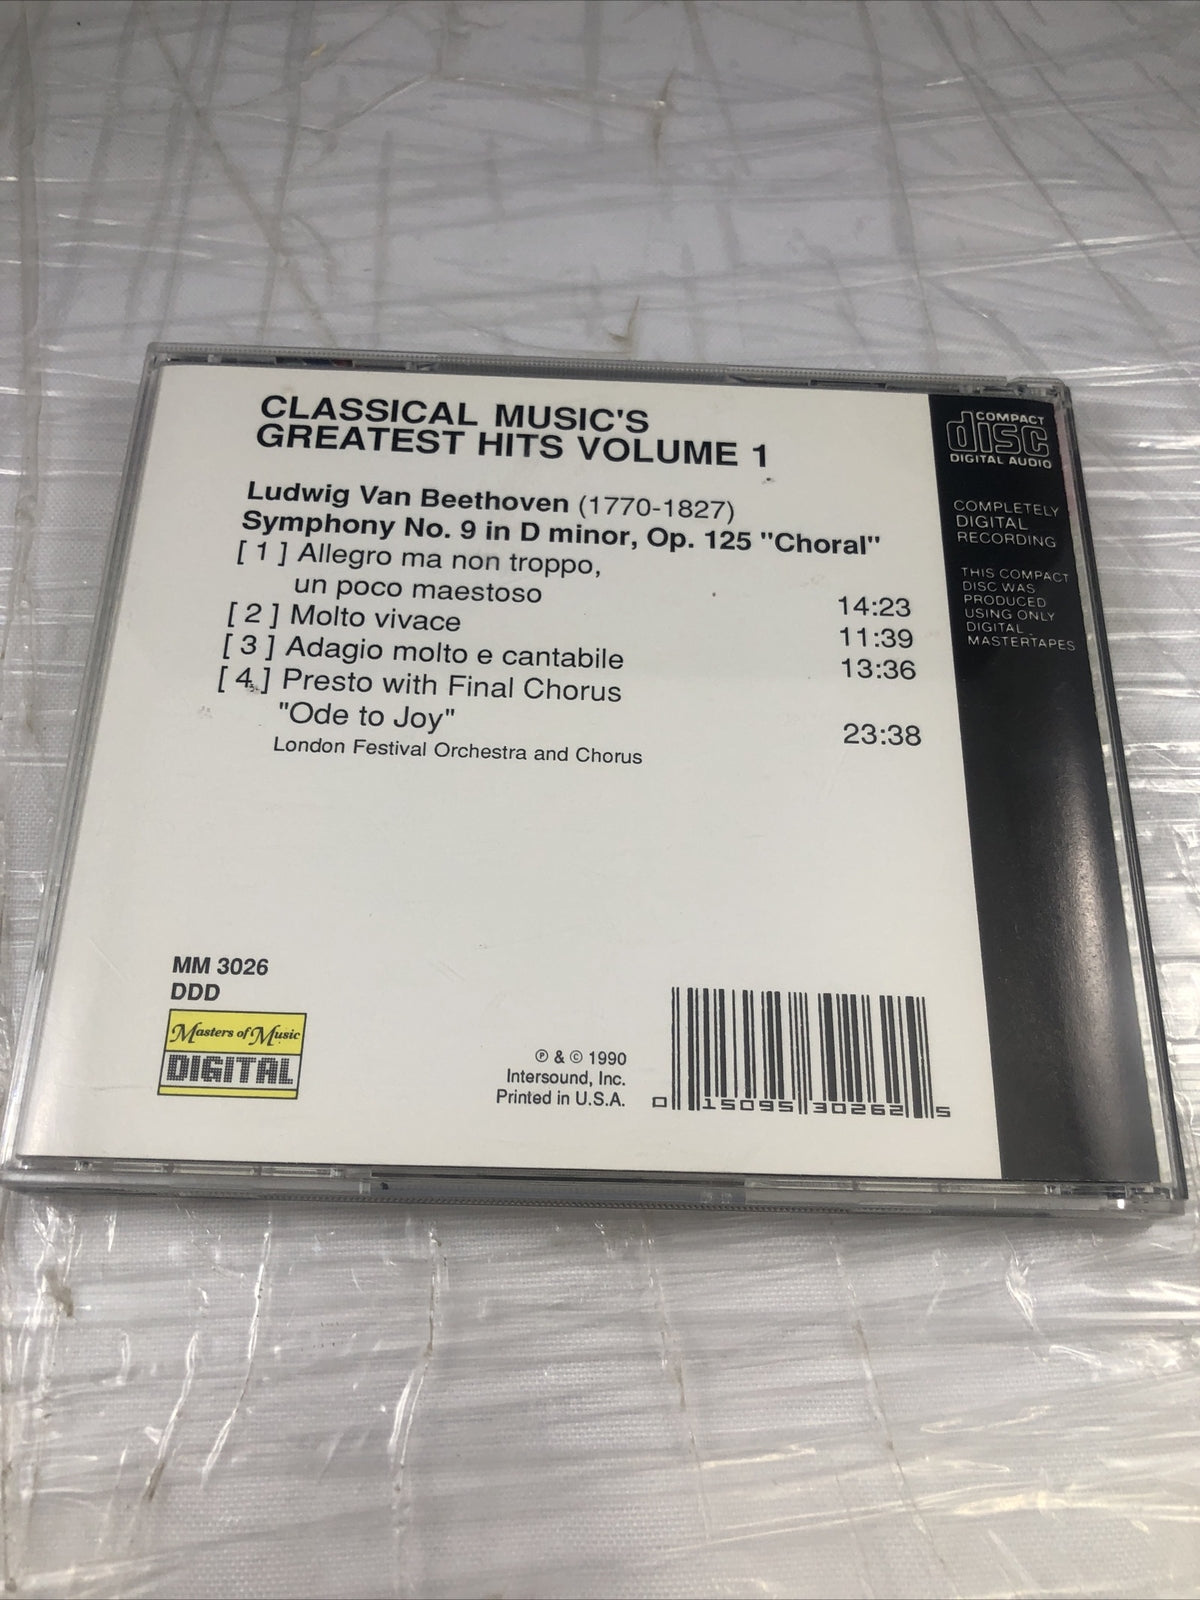 CLASSICAL MUSIC'S
GREATEST HITS VOLUME 1
Ludwig Van Beethoven (1770-1827)
Symphony No. 9 in D minor, Op. 125 "Choral"
[ 1 ] Allegro ma non troppo,
un poco maestoso 14:23
[ 2 ] Molto vivace 11:39
[ 3 ] Adagio molto e cantabile 13:36
[ 4 ] Presto with Final Chorus
"Ode to Joy" 23:38
London Festival Orchestra and Chorus
MM 3026
DDD
Masters of Music
DIGITAL
℗ & © 1990
Intersound, Inc.
Printed in U.S.A.
0 15095 30262 5
COMPACT
disc
DIGITAL AUDIO
COMPLETELY
DIGITAL
RECORDING
THIS COMPACT
DISC WAS
PRODUCED
USING ONLY
DIGITAL
MASTERTAPES